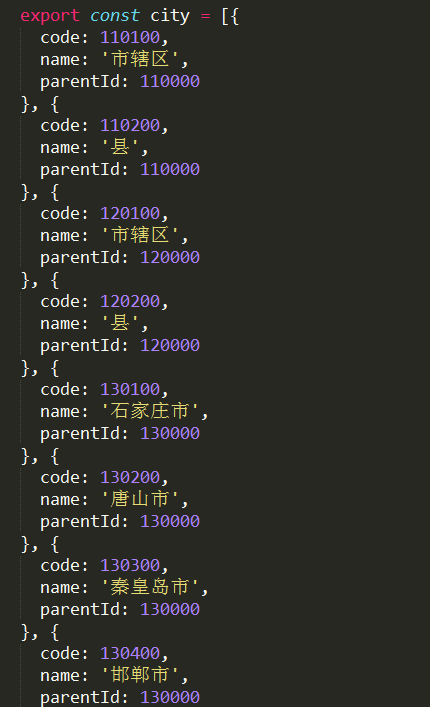 export const city = [{
code: 110100,
name: '市辖区',
parentId: 110000
}, {
code: 110200,
name: '县',
parentId: 110000
}, {
code: 120100,
name: '市辖区',
parentId: 120000
}, {
code: 120200,
name: '县',
parentId: 120000
}, {
code: 130100,
name: '石家庄市',
parentId: 130000
}, {
code: 130200,
name: '唐山市',
parentId: 130000
}, {
code: 130300,
name: '秦皇岛市',
parentId: 130000
}, {
code: 130400,
name: '邯郸市',
parentId: 130000